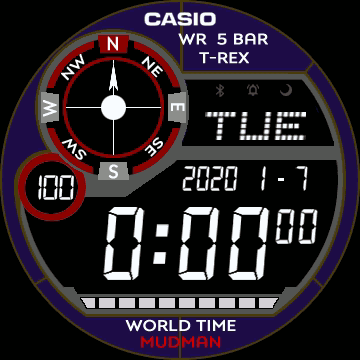 CASIO
WR 5 BAR
T-REX
N
NW
NE
W
E
SW
SE
S
TUE
100
2020 1-7
0:00 00
WORLD TIME
MUDMAN